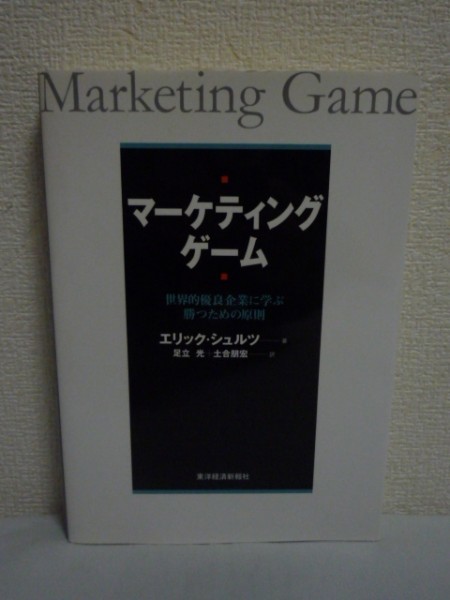 Marketing Game
マーケティング
ゲーム
世界的優良企業に学ぶ
勝つための原則
エリック・シュルツ——著
足立 光・土合朋宏——訳
東洋経済新報社